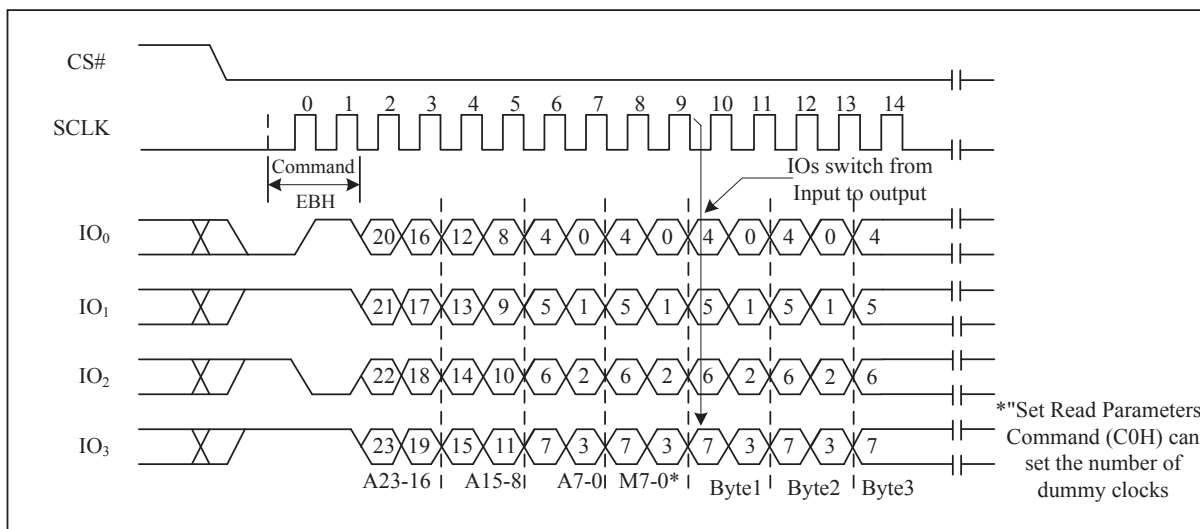 CS#
0 1 2 3 4 5 6 7 8 9 10 11 12 13 14
SCLK
Command
EBH
IOs switch from
Input to output
IO₀ 20 16 12 8 4 0 4 0 4 0 4 0 4
IO₁ 21 17 13 9 5 1 5 1 5 1 5 1 5
IO₂ 22 18 14 10 6 2 6 2 6 2 6 2 6
IO₃ 23 19 15 11 7 3 7 3 7 3 7 3 7
A23-16 A15-8 A7-0 M7-0* Byte1 Byte2 Byte3
*"Set Read Parameters
Command (C0H) can
set the number of
dummy clocks